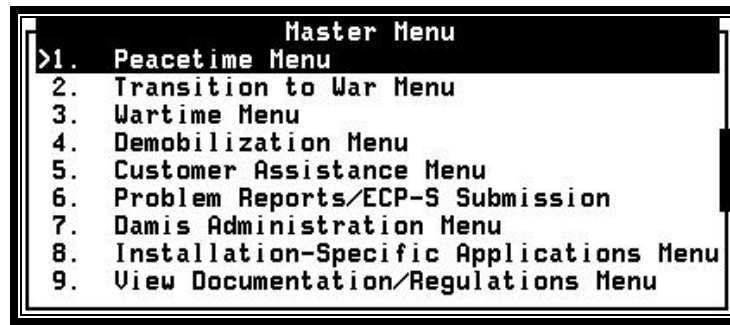 Master Menu
>1. Peacetime Menu
2. Transition to War Menu
3. Wartime Menu
4. Demobilization Menu
5. Customer Assistance Menu
6. Problem Reports/ECP-S Submission
7. Damis Administration Menu
8. Installation-Specific Applications Menu
9. View Documentation/Regulations Menu